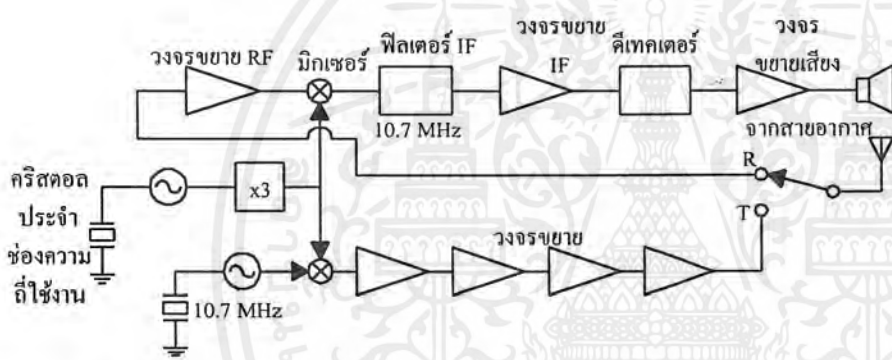 วงจร
วงจรขยาย
วงจรขยาย RF
มิกเซอร์
ฟิลเตอร์ IF
IF
ดีเทคเตอร์
ขยายเสียง
10.7 MHz
จากสายอากาศ
R
คริสตอล
ประจำ
ช่องความ
ถี่ใช้งาน
x3
T
วงจรขยาย
10.7 MHz